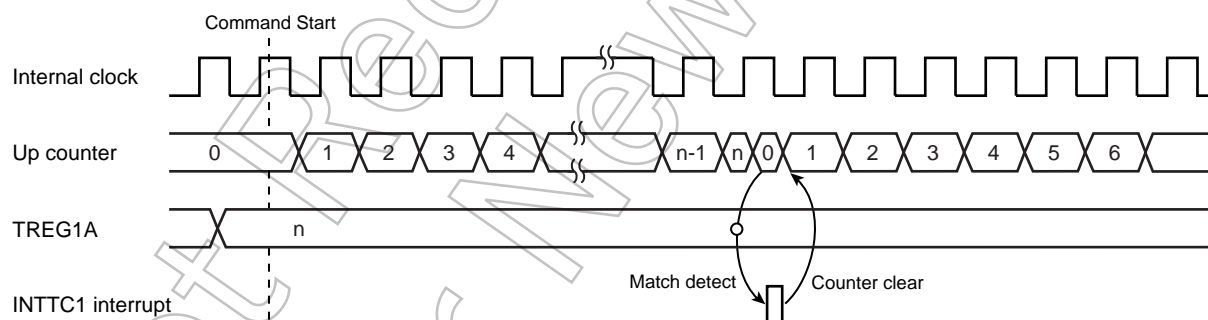 Command Start
Internal clock
Up counter 0 1 2 3 4 n-1 n 0 1 2 3 4 5 6
TREG1A n
Match detect Counter clear
INTTC1 interrupt